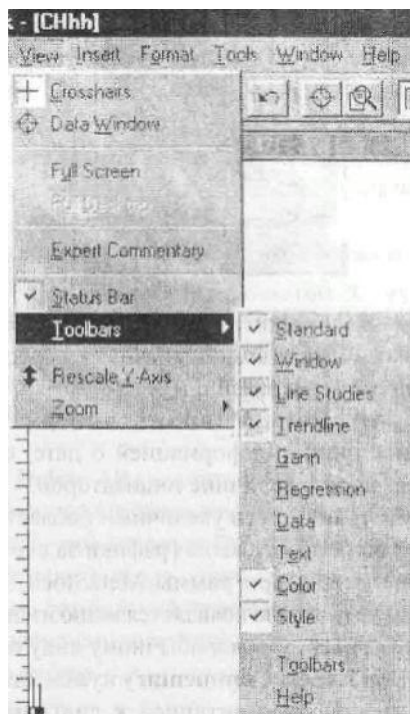 k - [CHhh]
View Insert Format Tools Window Help
Crosshairs
Data Window
Full Screen
Expert Commentary
Status Bar
Toolbars
Rescale Y-Axis
Zoom
Standard
Window
Line Studies
Trendline
Gann
Regression
Data
Text
Color
Style
Toolbars...
Help